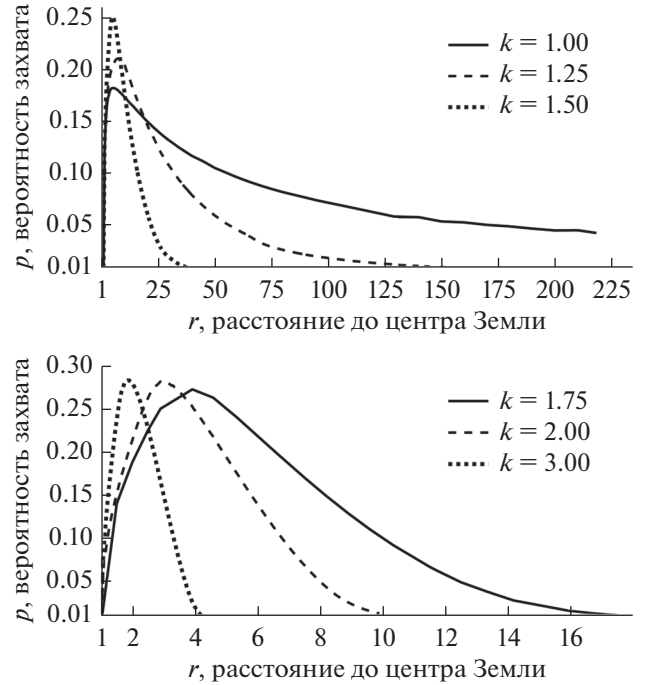 0.25
0.20
0.15
0.10
0.05
0.01
p, вероятность захвата
k = 1.00
k = 1.25
k = 1.50
1 25 50 75 100 125 150 175 200 225
r, расстояние до центра Земли
0.30
0.25
0.20
0.15
0.10
0.05
0.01
p, вероятность захвата
k = 1.75
k = 2.00
k = 3.00
1 2 4 6 8 10 12 14 16
r, расстояние до центра Земли